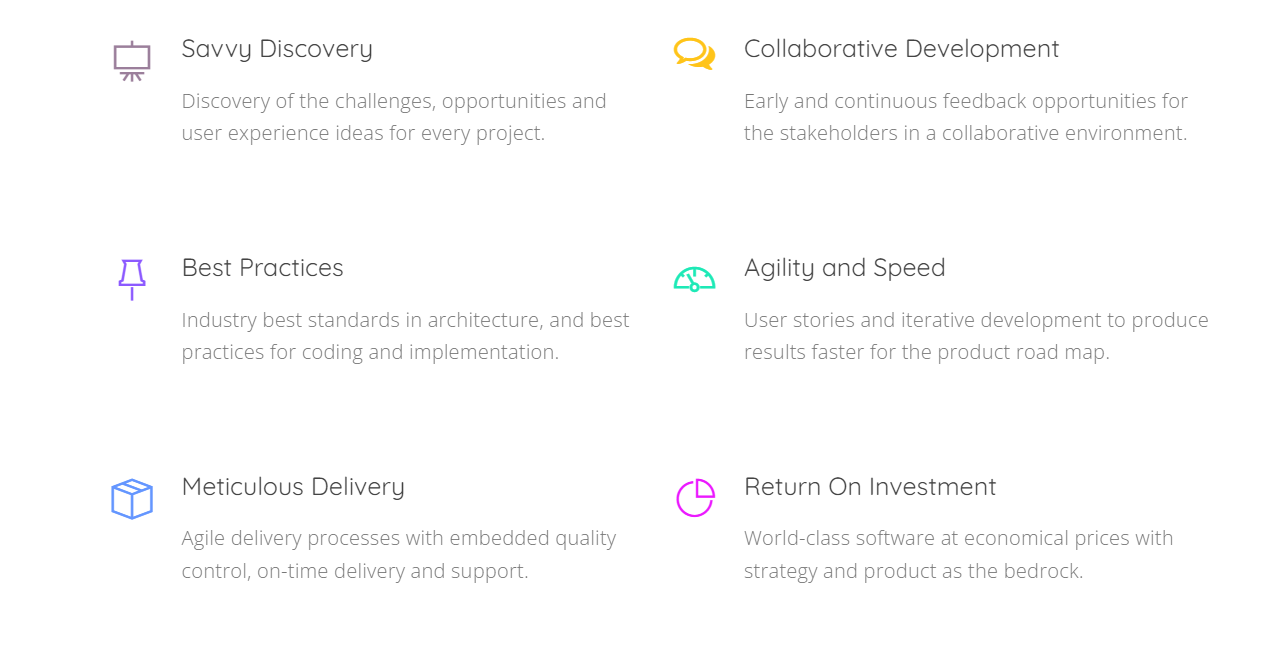 Savvy Discovery
Discovery of the challenges, opportunities and
user experience ideas for every project.
Collaborative Development
Early and continuous feedback opportunities for
the stakeholders in a collaborative environment.
Best Practices
Industry best standards in architecture, and best
practices for coding and implementation.
Agility and Speed
User stories and iterative development to produce
results faster for the product road map.
Meticulous Delivery
Agile delivery processes with embedded quality
control, on-time delivery and support.
Return On Investment
World-class software at economical prices with
strategy and product as the bedrock.